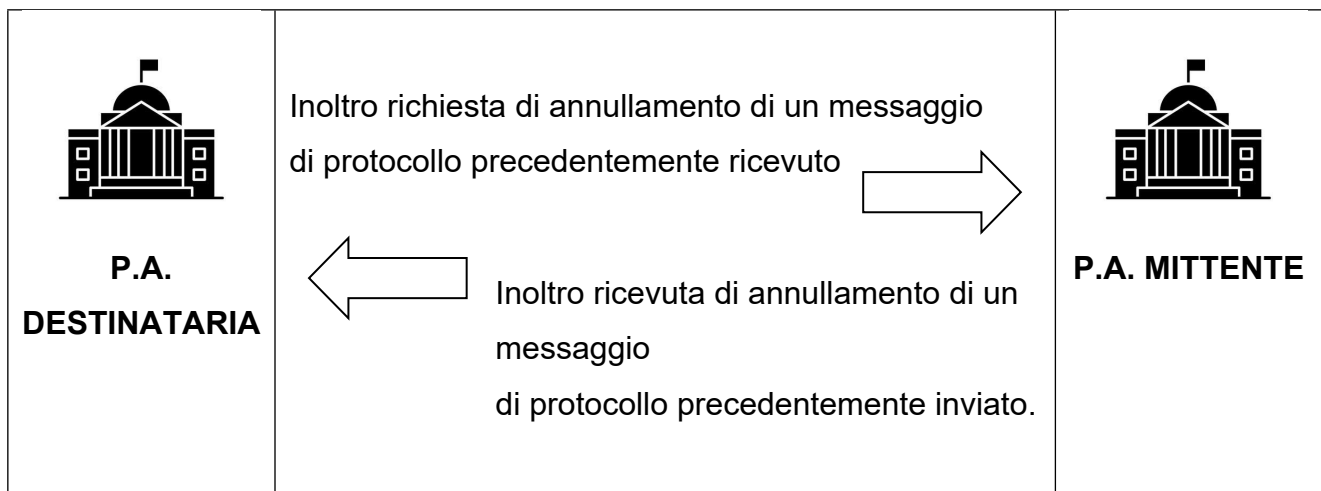 P.A.
DESTINATARIA
Inoltro richiesta di annullamento di un messaggio
di protocollo precedentemente ricevuto
Inoltro ricevuta di annullamento di un
messaggio
di protocollo precedentemente inviato.
P.A. MITTENTE